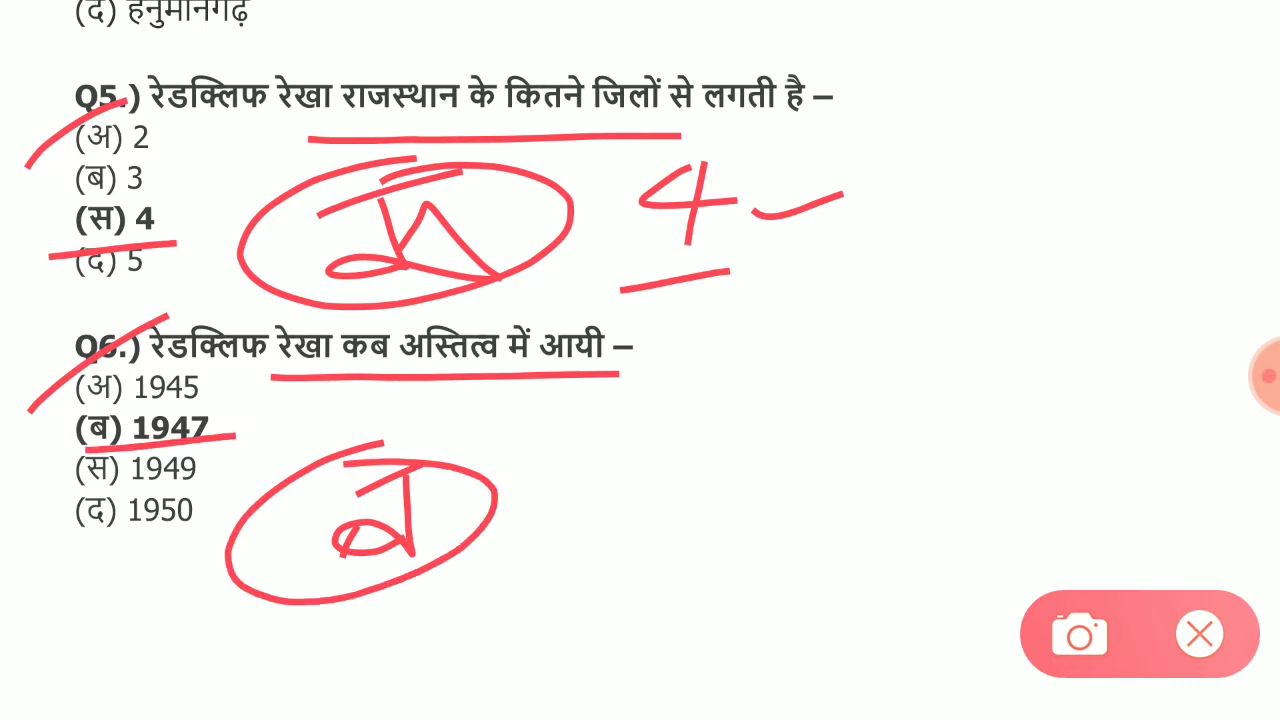 (द) हनुमानगढ़
Q5.) रेडक्लिफ रेखा राजस्थान के कितने जिलों से लगती है –
(अ) 2
(ब) 3
(स) 4
(द) 5
4
Q6.) रेडक्लिफ रेखा कब अस्तित्व में आयी –
(अ) 1945
(ब) 1947
(स) 1949
(द) 1950